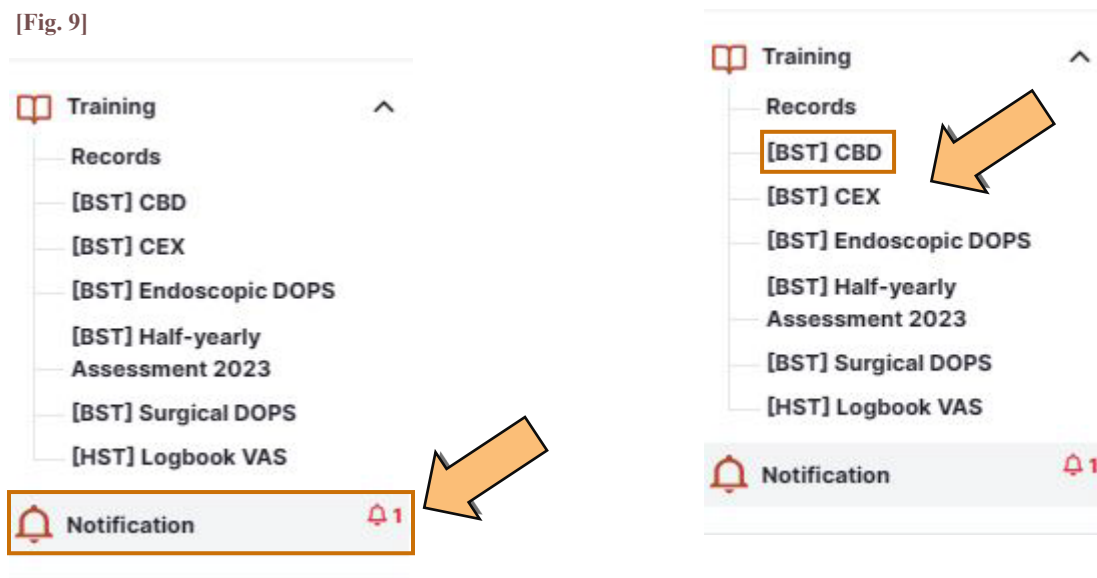 [Fig. 9]
Training
Records
[BST] CBD
[BST] CEX
[BST] Endoscopic DOPS
[BST] Half-yearly
Assessment 2023
[BST] Surgical DOPS
[HST] Logbook VAS
Notification 1
Training
Records
[BST] CBD
[BST] CEX
[BST] Endoscopic DOPS
[BST] Half-yearly
Assessment 2023
[BST] Surgical DOPS
[HST] Logbook VAS
Notification 1